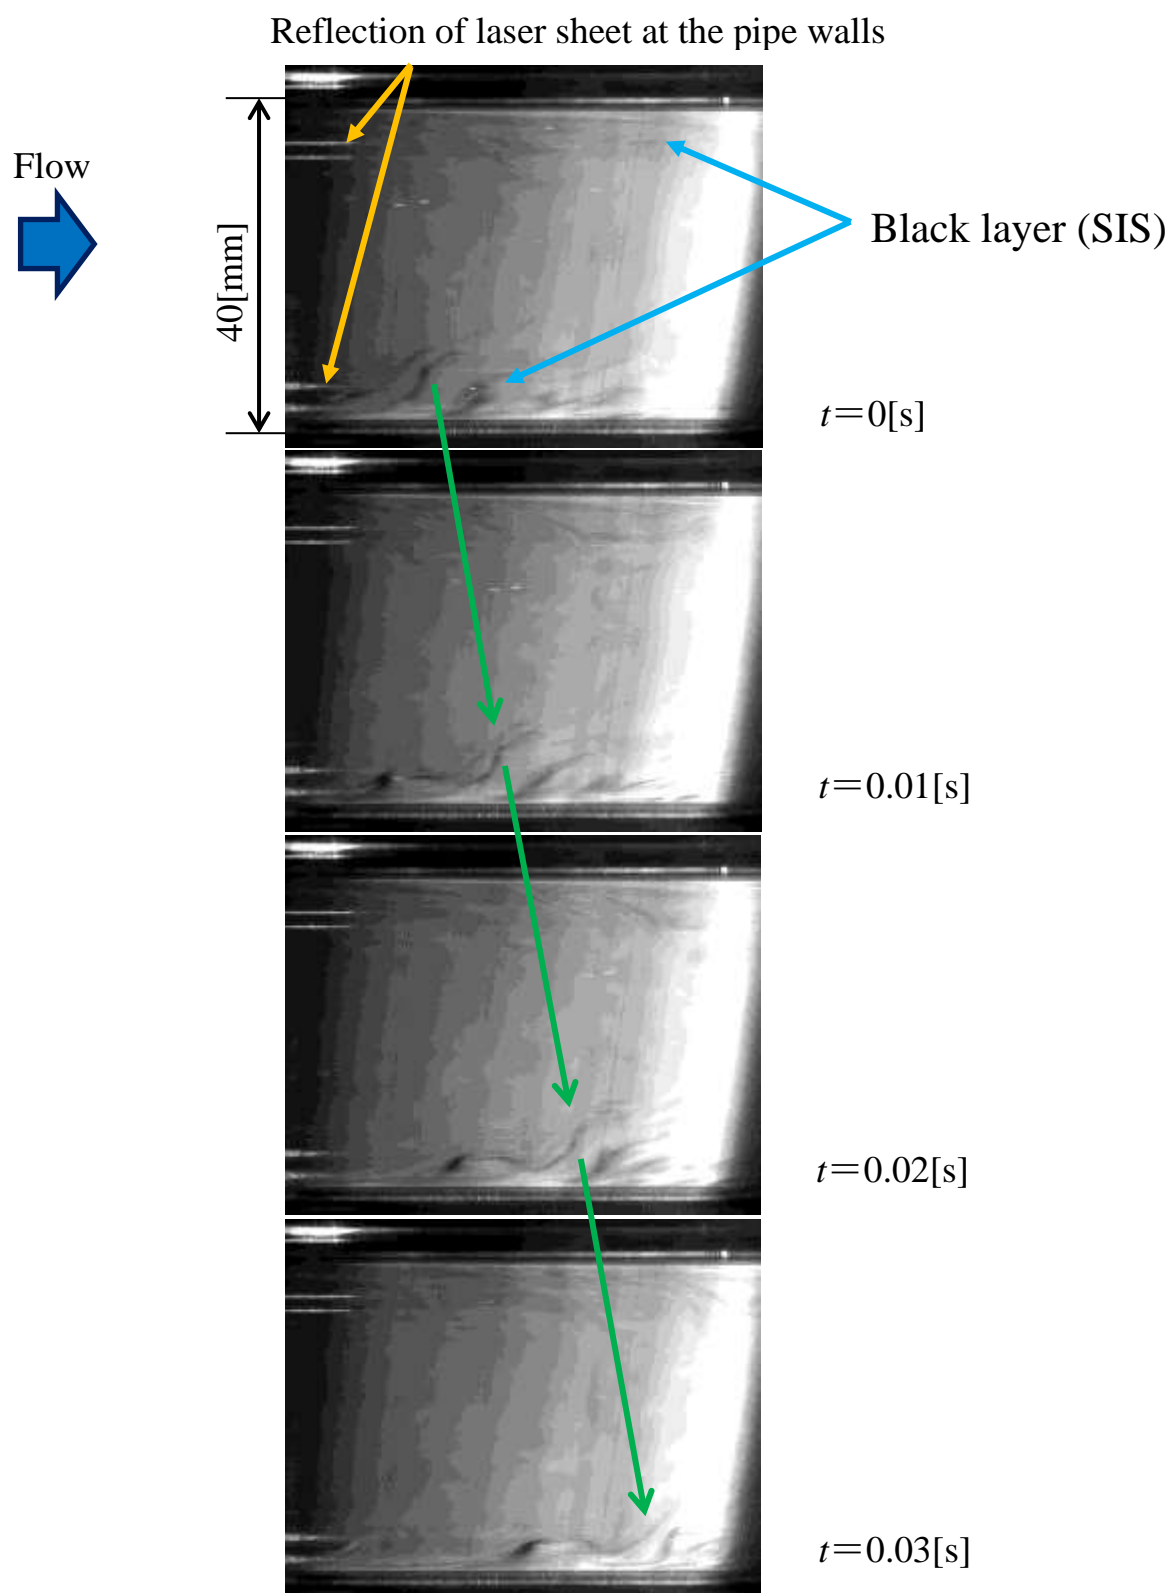 Reflection of laser sheet at the pipe walls
Flow
40[mm]
Black layer (SIS)
t=0[s]
t=0.01[s]
t=0.02[s]
t=0.03[s]